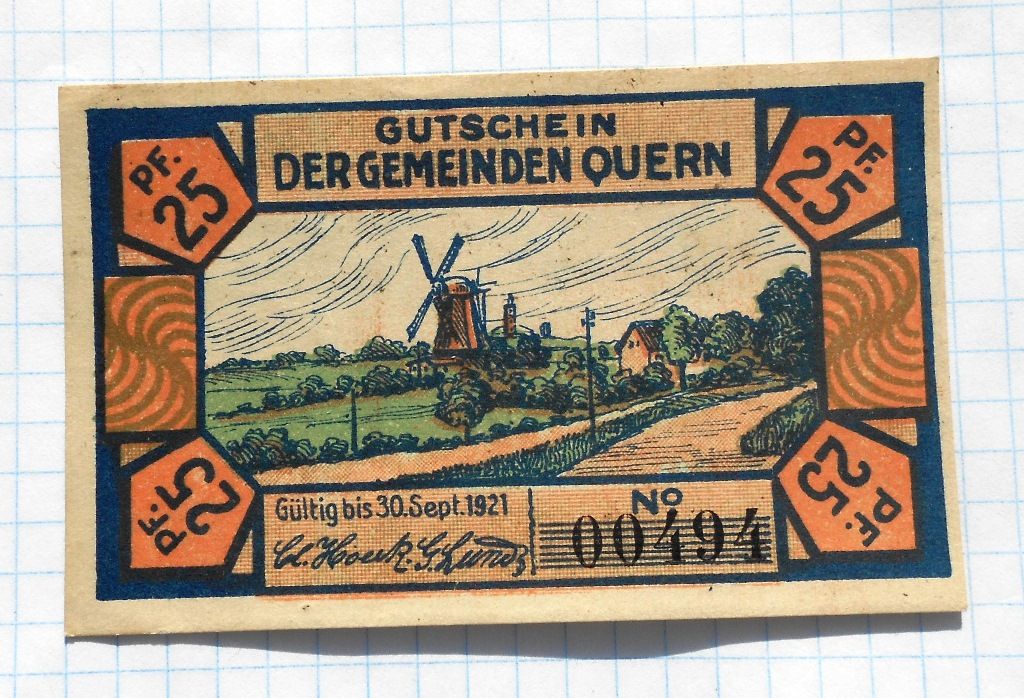 GUTSCHEIN
DER GEMEINDEN QUERN
PF. 25
PF. 25
Gültig bis 30. Sept. 1921
No
00494
PF. 25
PF. 25